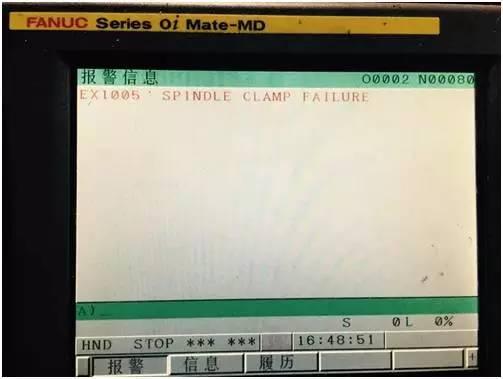 FANUC Series 0i Mate-MD
报警信息 O0002 N00080
EX1005 SPINDLE CLAMP FAILURE
A)_
S 0L 0%
HND STOP *** *** 16:48:51
报警 信息 履历 +